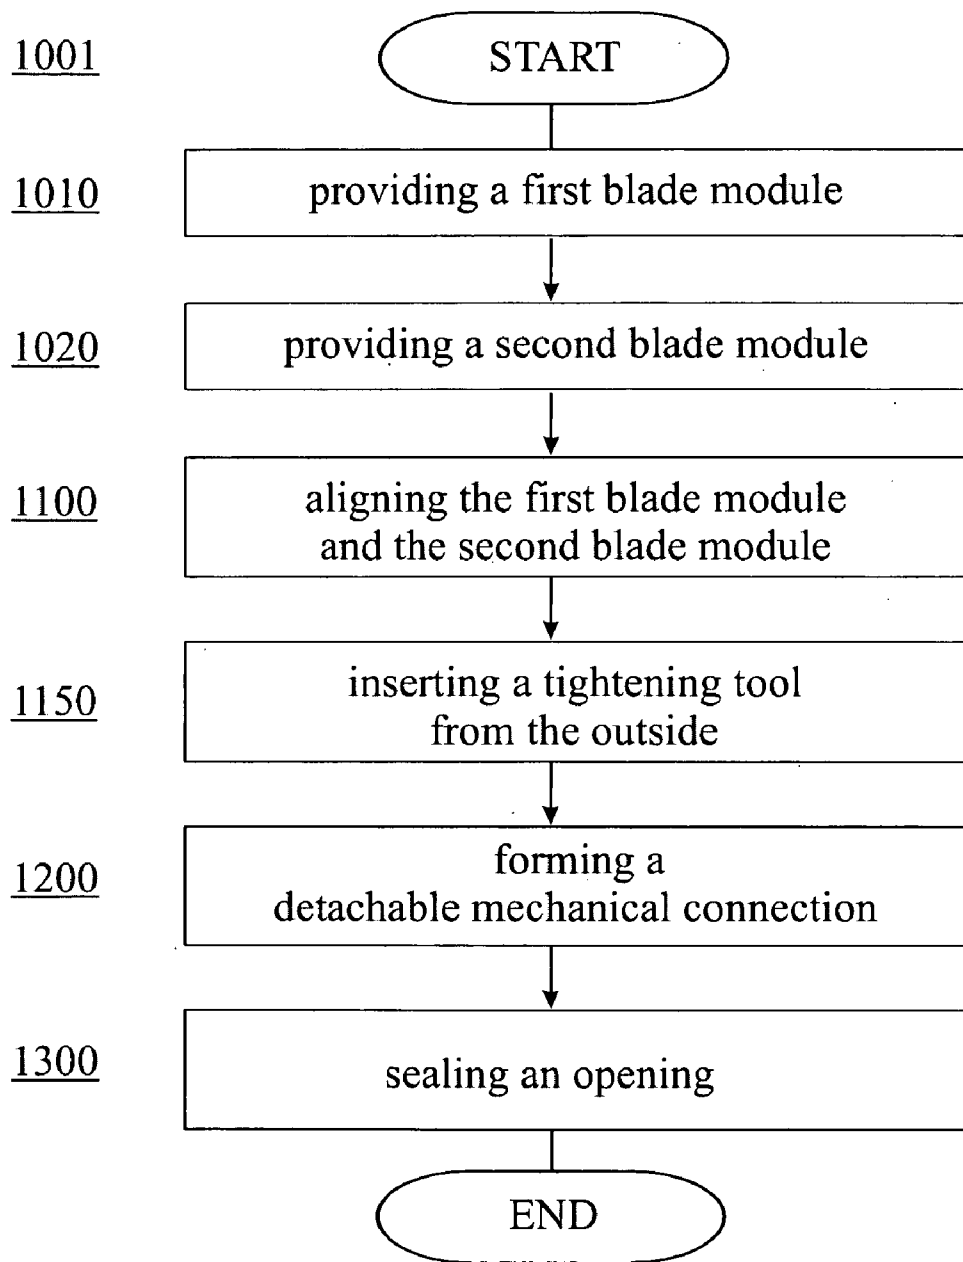 1001
START
1010
providing a first blade module
1020
providing a second blade module
1100
aligning the first blade module
and the second blade module
1150
inserting a tightening tool
from the outside
1200
forming a
detachable mechanical connection
1300
sealing an opening
END